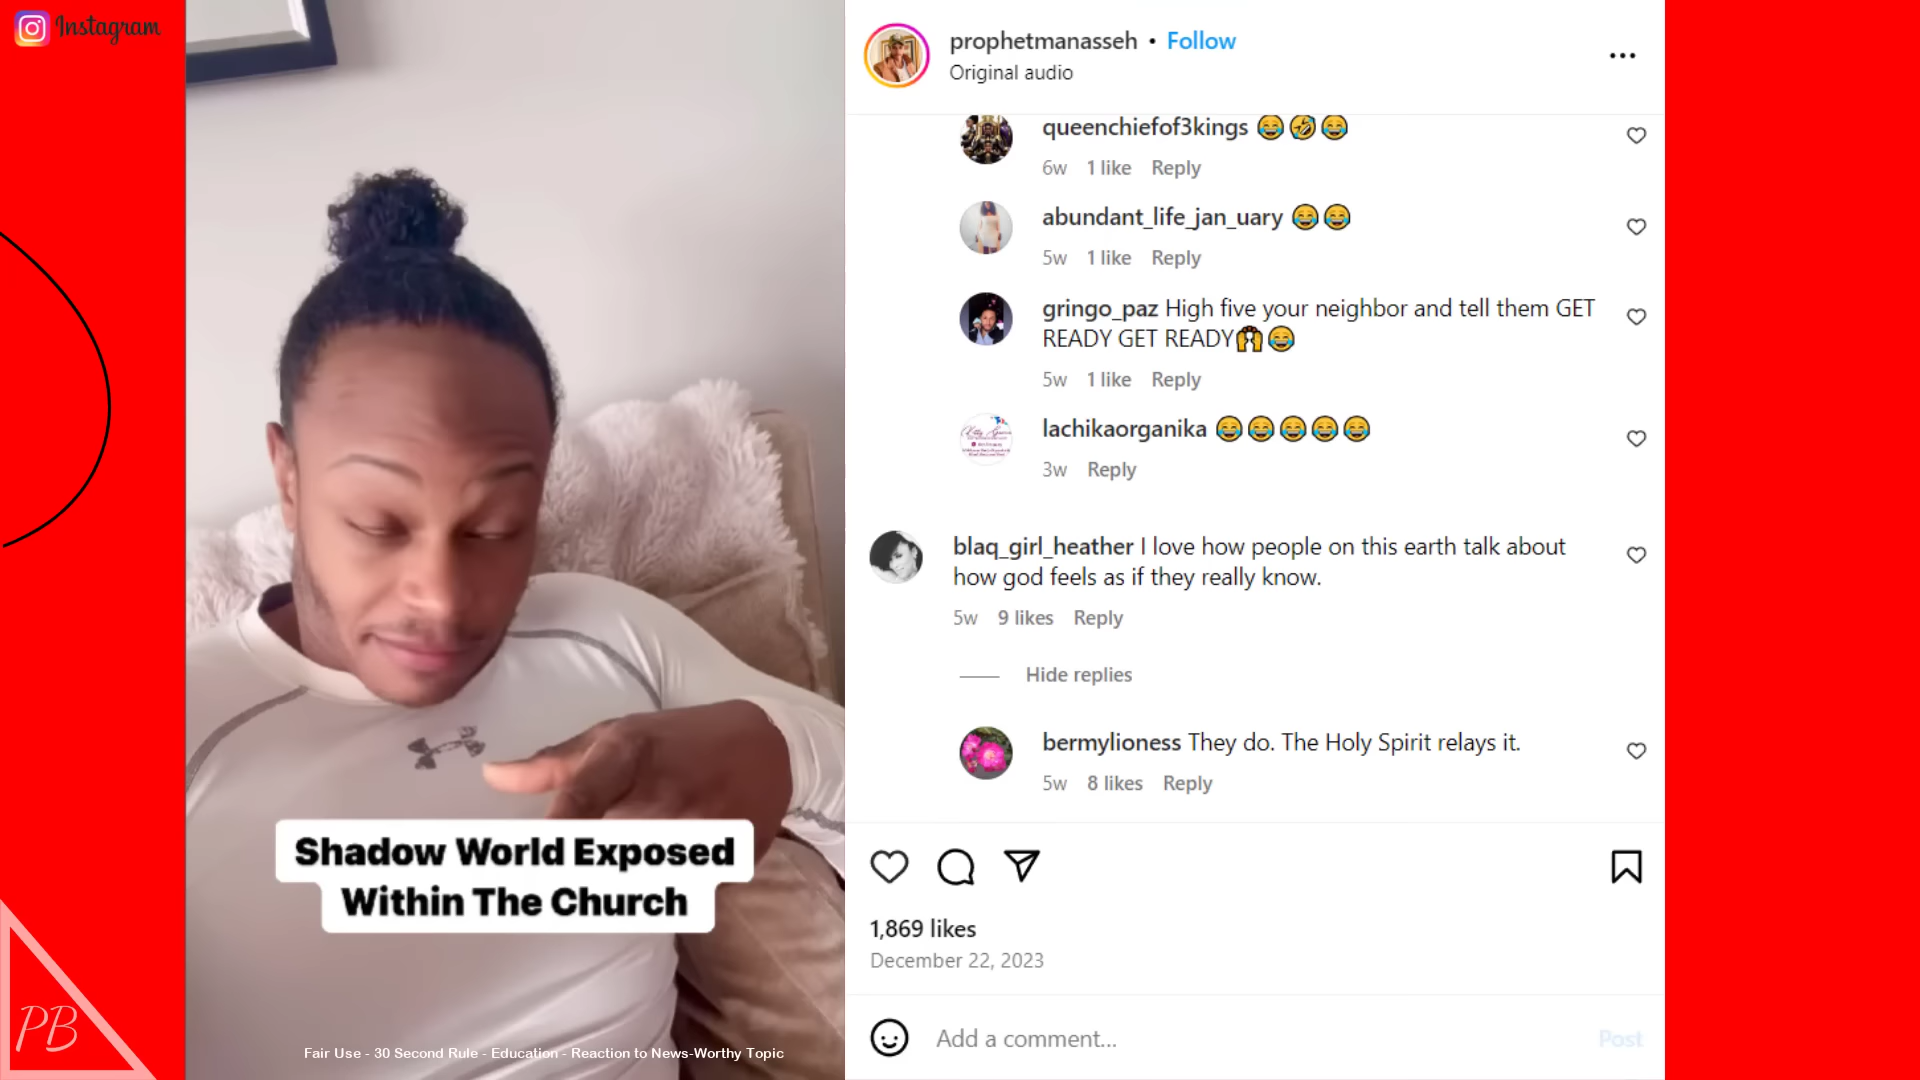 Instagram
Shadow World Exposed
Within The Church
Fair Use - 30 Second Rule - Education - Reaction to News-Worthy Topic
PB
prophetmanasseh • Follow
Original audio
queenchiefof3kings 😂🤣😂
6w 1 like Reply
abundant_life_jan_uary 😂😂
5w 1 like Reply
gringo_paz High five your neighbor and tell them GET
READY GET READY🙌😂
5w 1 like Reply
lachikaorganika 😂😂😂😂😂
3w Reply
blaq_girl_heather I love how people on this earth talk about
how god feels as if they really know.
5w 9 likes Reply
Hide replies
bermylioness They do. The Holy Spirit relays it.
5w 8 likes Reply
1,869 likes
December 22, 2023
Add a comment...
Post